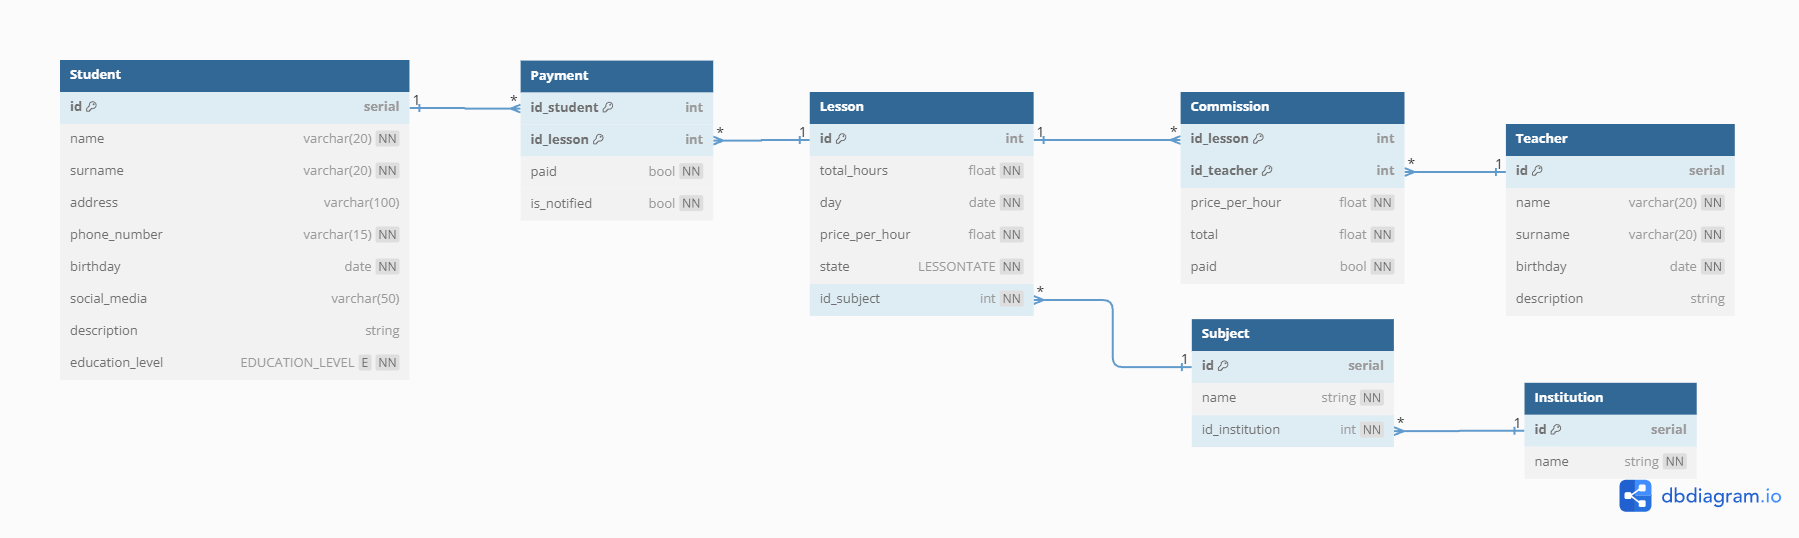 Student
id serial
name varchar(20) NN
surname varchar(20) NN
address varchar(100)
phone_number varchar(15) NN
birthday date NN
social_media varchar(50)
description string
education_level EDUCATION_LEVEL E NN
1
*
Payment
id_student int
id_lesson int
paid bool NN
is_notified bool NN
*
1
Lesson
id int
total_hours float NN
day date NN
price_per_hour float NN
state LESSONTATE NN
id_subject int NN
1
*
*
1
Commission
id_lesson int
id_teacher int
price_per_hour float NN
total float NN
paid bool NN
*
1
Teacher
id serial
name varchar(20) NN
surname varchar(20) NN
birthday date NN
description string
Subject
id serial
name string NN
id_institution int NN
*
1
Institution
id serial
name string NN
dbdiagram.io